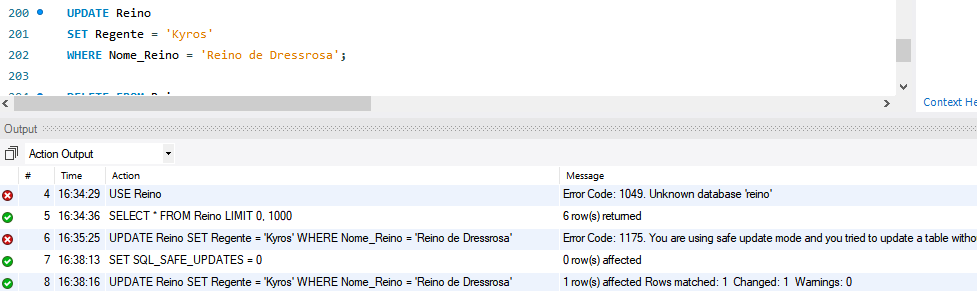 200 UPDATE Reino
201 SET Regente = 'Kyros'
202 WHERE Nome_Reino = 'Reino de Dressrosa';
203
Context He
Output
Action Output
# Time Action Message
4 16:34:29 USE Reino Error Code: 1049. Unknown database 'reino'
5 16:34:36 SELECT * FROM Reino LIMIT 0, 1000 6 row(s) returned
6 16:35:25 UPDATE Reino SET Regente = 'Kyros' WHERE Nome_Reino = 'Reino de Dressrosa' Error Code: 1175. You are using safe update mode and you tried to update a table witho
7 16:38:13 SET SQL_SAFE_UPDATES = 0 0 row(s) affected
8 16:38:16 UPDATE Reino SET Regente = 'Kyros' WHERE Nome_Reino = 'Reino de Dressrosa' 1 row(s) affected Rows matched: 1 Changed: 1 Warnings: 0